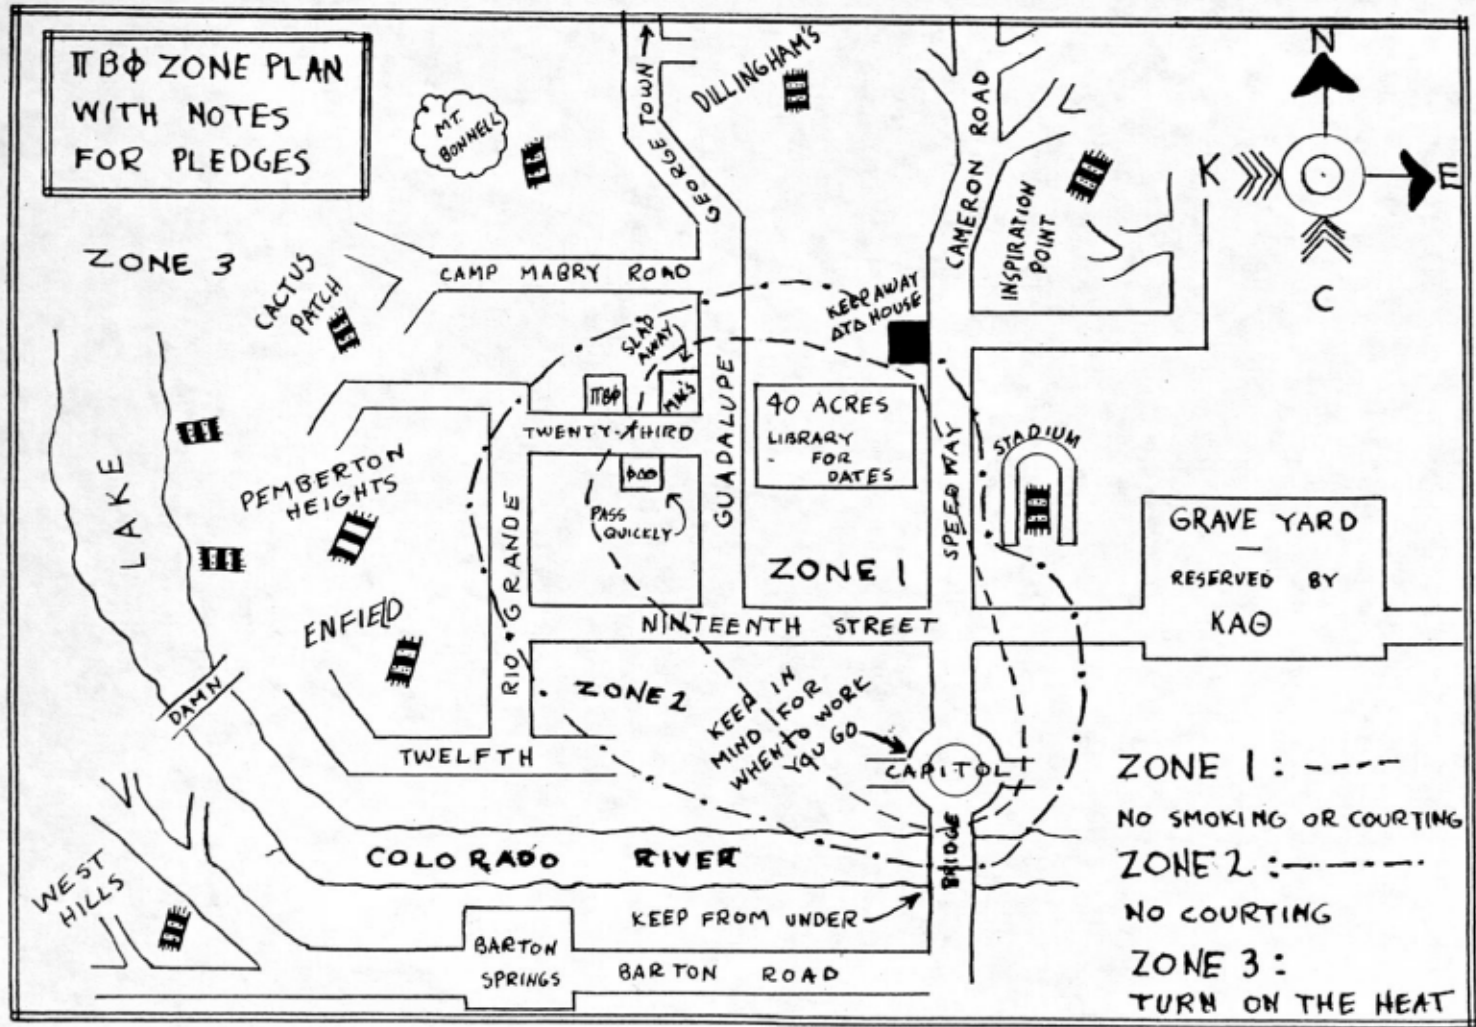 ΠΒΦ ZONE PLAN
WITH NOTES
FOR PLEDGES
MT.
BONNELL
GEORGE TOWN →
DILLINGHAM'S
CAMERON ROAD
INSPIRATION
POINT
N
K
E
C
ZONE 3
CACTUS
PATCH
CAMP MABRY ROAD
SLAP
AWAY
KEEP AWAY
ΔΤΔ HOUSE
ΠΒΦ
MAC'S
TWENTY-THIRD
GUADALUPE
40 ACRES
LIBRARY
FOR
DATES
SPEEDWAY
STADIUM
LAKE
PEMBERTON
HEIGHTS
RIO GRANDE
PASS
QUICKLY
ZONE 1
GRAVE YARD
—
RESERVED BY
ΚΑΘ
ENFIELD
NINTEENTH STREET
DAMN
ZONE 2
KEEP IN
MIND FOR
WHEN TO WORK
YOU GO
CAPITOL
TWELFTH
ZONE 1: -----
NO SMOKING OR COURTING
ZONE 2: -·-·-·-
NO COURTING
ZONE 3:
TURN ON THE HEAT
COLORADO RIVER
BRIDGE
WEST
HILLS
KEEP FROM UNDER
BARTON
SPRINGS
BARTON ROAD